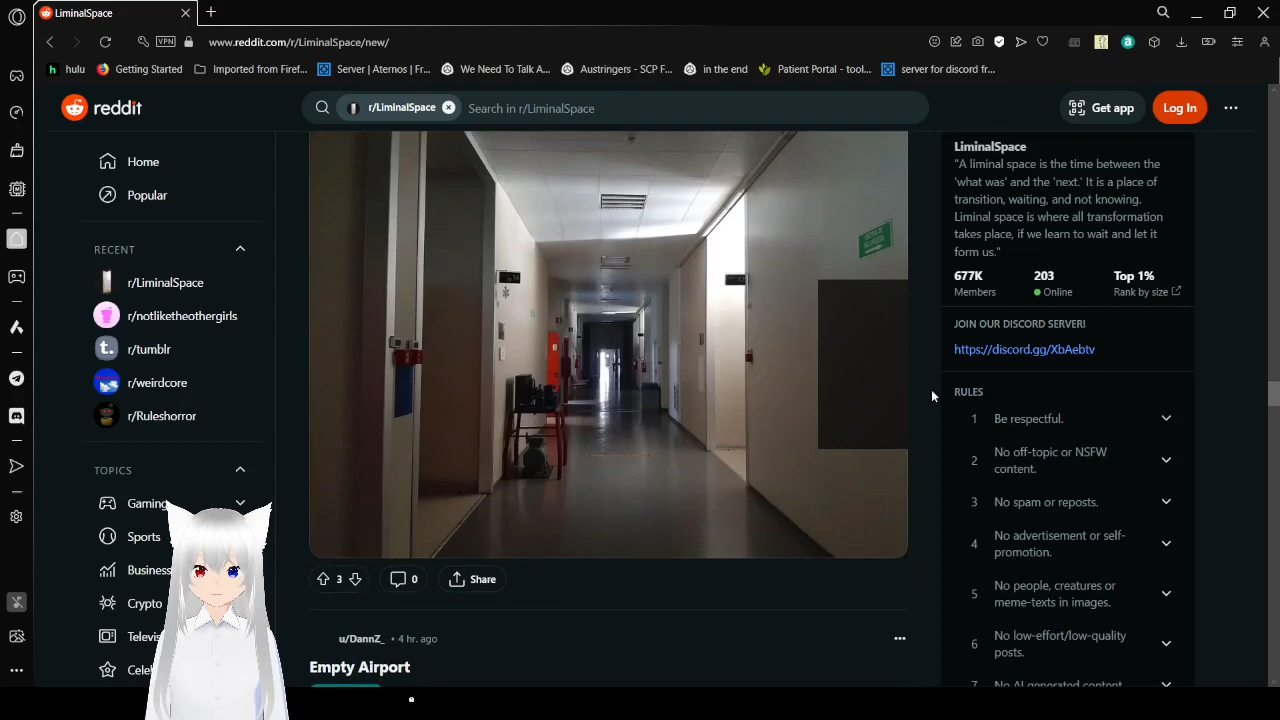 LiminalSpace
VPN
www.reddit.com/r/LiminalSpace/new/
hulu
Getting Started
Imported from Firef...
Server | Aternos | Fr...
We Need To Talk A...
Austringers - SCP F...
in the end
Patient Portal - tool...
server for discord fr...
reddit
r/LiminalSpace
Search in r/LiminalSpace
Get app
Log In
Home
Popular
RECENT
r/LiminalSpace
r/notliketheothergirls
r/tumblr
r/weirdcore
r/Ruleshorror
TOPICS
Gaming
Sports
Business
Crypto
Televis
Celeb
3
0
Share
u/DannZ_ • 4 hr. ago
Empty Airport
LiminalSpace
"A liminal space is the time between the
'what was' and the 'next.' It is a place of
transition, waiting, and not knowing.
Liminal space is where all transformation
takes place, if we learn to wait and let it
form us."
677K
203
Top 1%
Members
Online
Rank by size
JOIN OUR DISCORD SERVER!
https://discord.gg/XbAebtv
RULES
1 Be respectful.
2 No off-topic or NSFW
content.
3 No spam or reposts.
4 No advertisement or self-
promotion.
5 No people, creatures or
meme-texts in images.
6 No low-effort/low-quality
posts.
7 No AI generated content